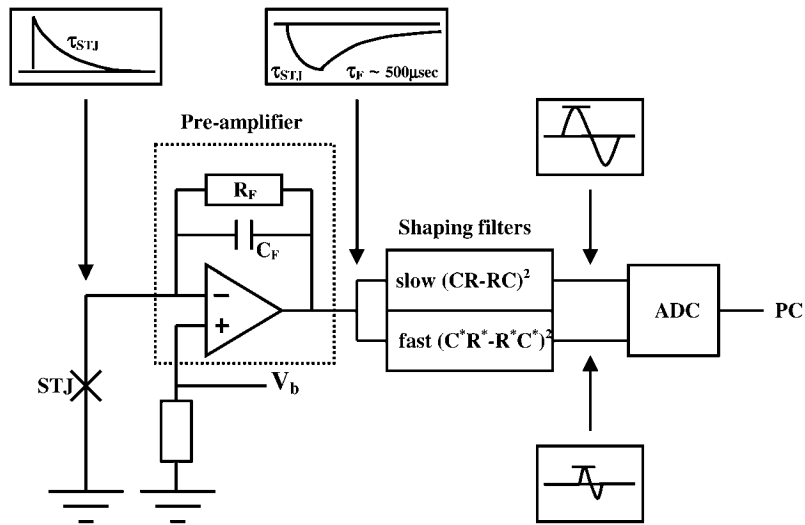 τSTJ
τSTJ τF ~ 500μsec
Pre-amplifier
RF
CF
Shaping filters
slow (CR-RC)²
fast (C*R*-R*C*)²
ADC
PC
−
+
STJ
Vb